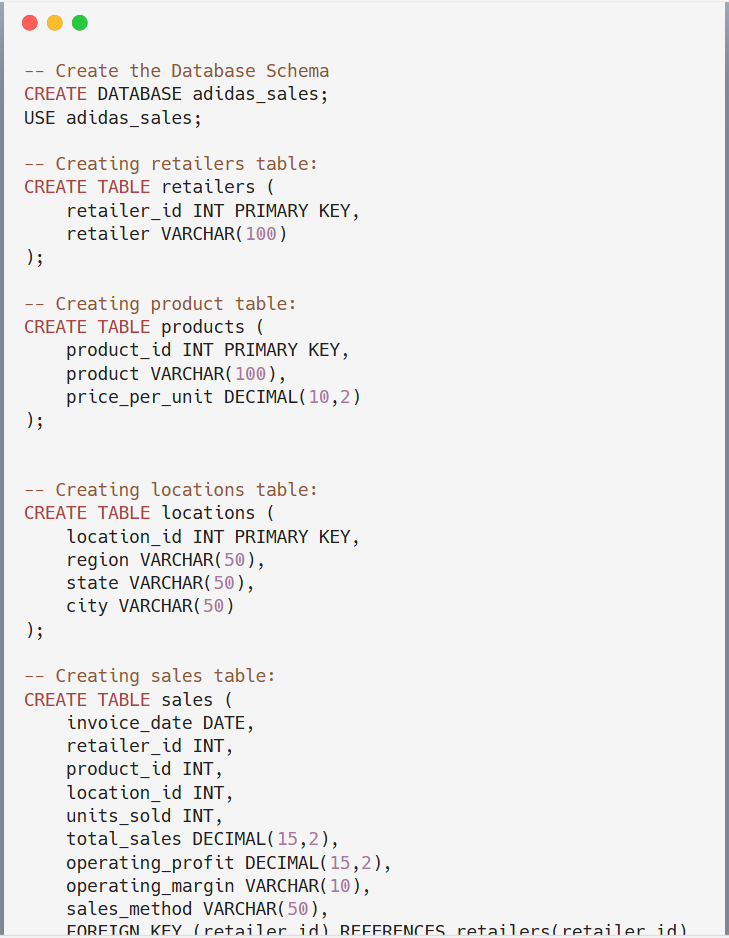 -- Create the Database Schema
CREATE DATABASE adidas_sales;
USE adidas_sales;

-- Creating retailers table:
CREATE TABLE retailers (
    retailer_id INT PRIMARY KEY,
    retailer VARCHAR(100)
);

-- Creating product table:
CREATE TABLE products (
    product_id INT PRIMARY KEY,
    product VARCHAR(100),
    price_per_unit DECIMAL(10,2)
);


-- Creating locations table:
CREATE TABLE locations (
    location_id INT PRIMARY KEY,
    region VARCHAR(50),
    state VARCHAR(50),
    city VARCHAR(50)
);

-- Creating sales table:
CREATE TABLE sales (
    invoice_date DATE,
    retailer_id INT,
    product_id INT,
    location_id INT,
    units_sold INT,
    total_sales DECIMAL(15,2),
    operating_profit DECIMAL(15,2),
    operating_margin VARCHAR(10),
    sales_method VARCHAR(50),
    FOREIGN KEY (retailer_id) REFERENCES retailers(retailer_id)